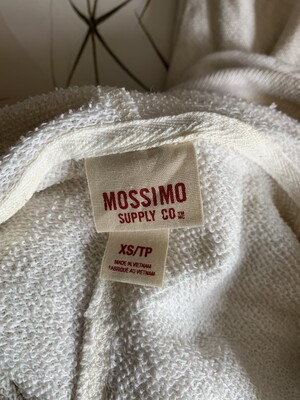 MOSSIMO
SUPPLY CO.
XS/TP
MADE IN VIETNAM
FABRIQUÉ AU VIETNAM